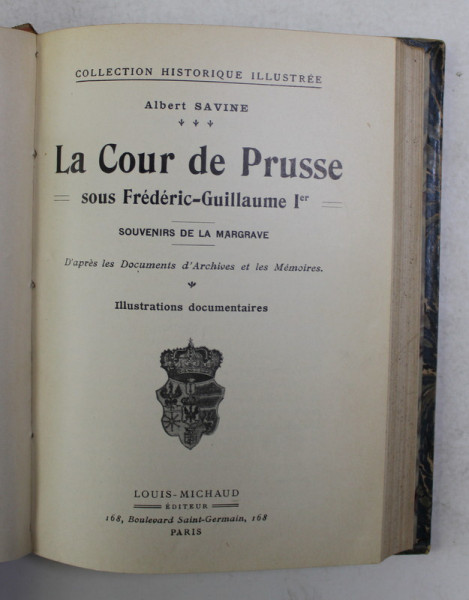 COLLECTION HISTORIQUE ILLUSTRÉE
Albert SAVINE
La Cour de Prusse
sous Frédéric-Guillaume Ier
SOUVENIRS DE LA MARGRAVE
D'après les Documents d'Archives et les Mémoires.
Illustrations documentaires
LOUIS-MICHAUD
ÉDITEUR
168, Boulevard Saint-Germain, 168
PARIS